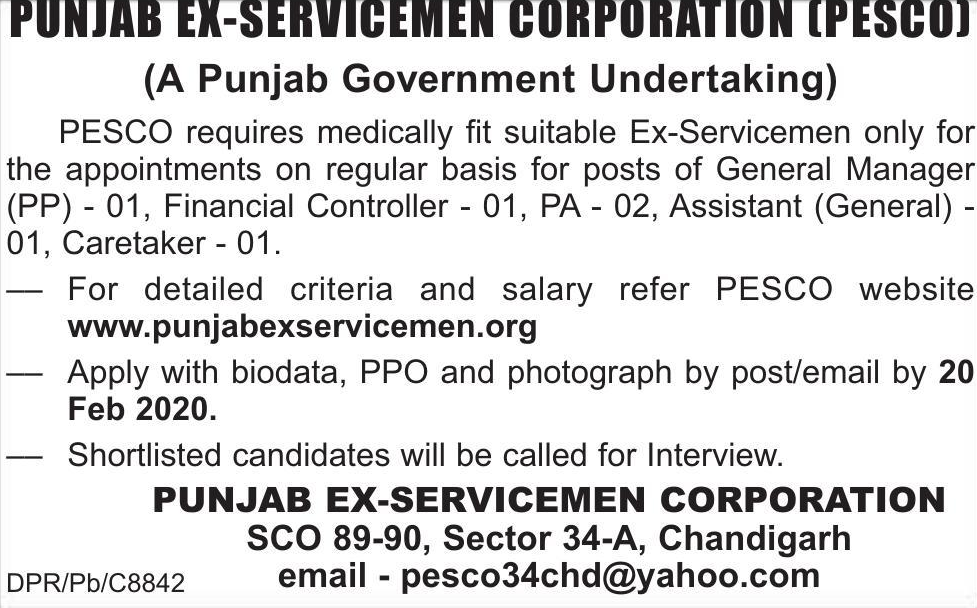 PUNJAB EX-SERVICEMEN CORPORATION (PESCO)
(A Punjab Government Undertaking)
PESCO requires medically fit suitable Ex-Servicemen only for
the appointments on regular basis for posts of General Manager
(PP) - 01, Financial Controller - 01, PA - 02, Assistant (General) -
01, Caretaker - 01.
— For detailed criteria and salary refer PESCO website
www.punjabexservicemen.org
— Apply with biodata, PPO and photograph by post/email by 20
Feb 2020.
— Shortlisted candidates will be called for Interview.
PUNJAB EX-SERVICEMEN CORPORATION
SCO 89-90, Sector 34-A, Chandigarh
DPR/Pb/C8842 email - pesco34chd@yahoo.com